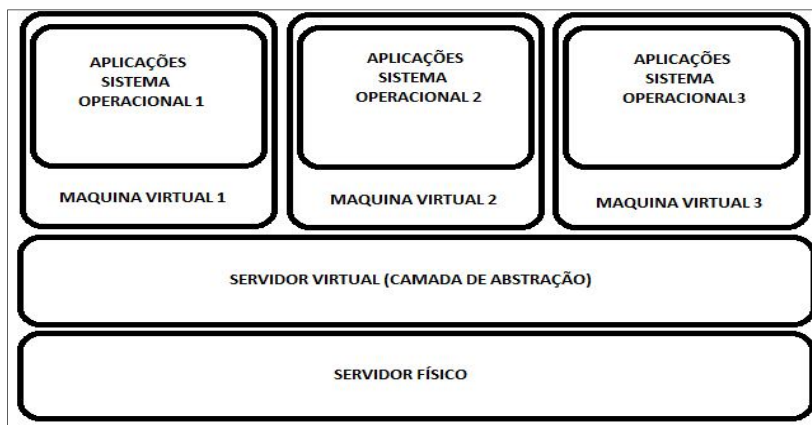 APLICAÇÕES
SISTEMA
OPERACIONAL 1
MAQUINA VIRTUAL 1
APLICAÇÕES
SISTEMA
OPERACIONAL 2
MAQUINA VIRTUAL 2
APLICAÇÕES
SISTEMA
OPERACIONAL3
MAQUINA VIRTUAL 3
SERVIDOR VIRTUAL (CAMADA DE ABSTRAÇÃO)
SERVIDOR FÍSICO